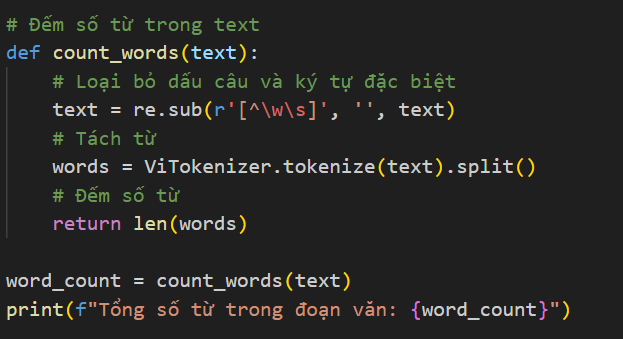 # Đếm số từ trong text
def count_words(text):
    # Loại bỏ dấu câu và ký tự đặc biệt
    text = re.sub(r'[^\w\s]', '', text)
    # Tách từ
    words = ViTokenizer.tokenize(text).split()
    # Đếm số từ
    return len(words)

word_count = count_words(text)
print(f"Tổng số từ trong đoạn văn: {word_count}")